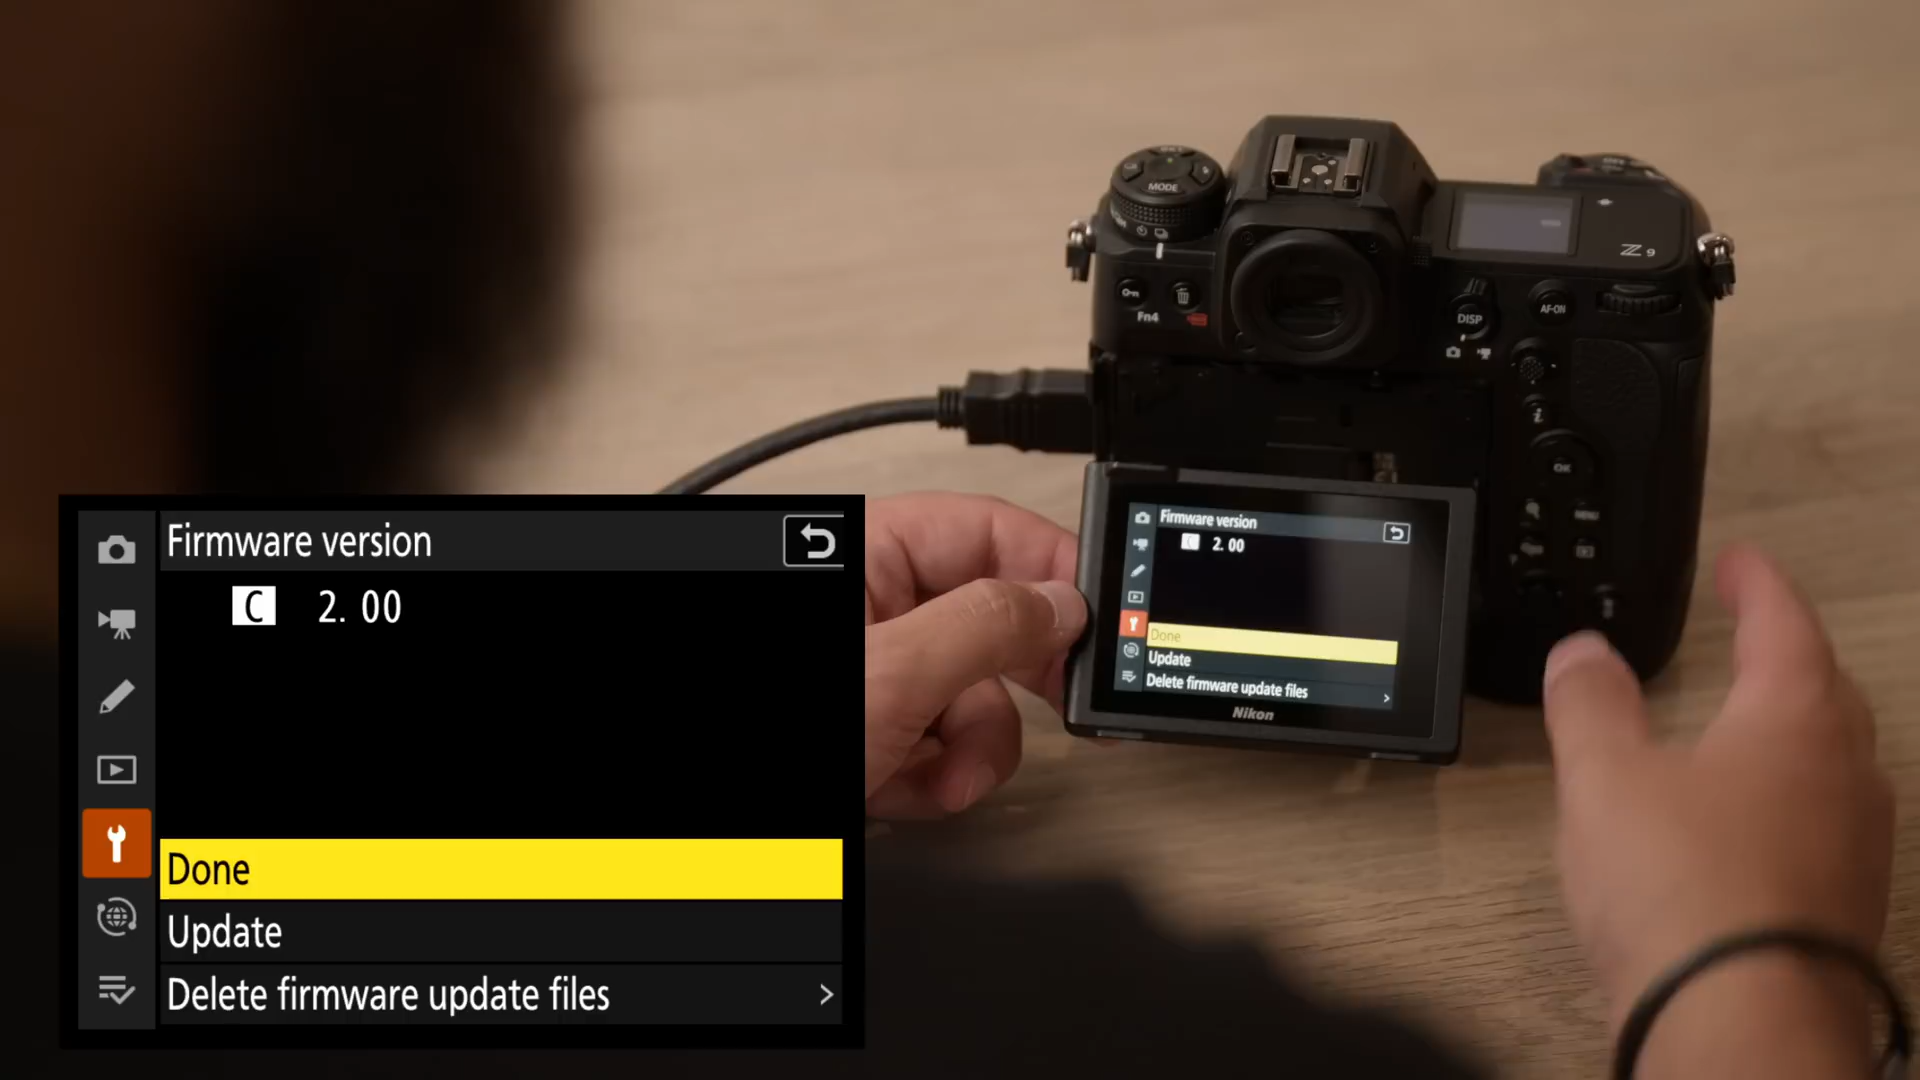 MODE
Z 9
Fn4
DISP
AF-ON
i
OK
MENU
Firmware version
C 2.00
Done
Update
Delete firmware update files
Nikon
Firmware version
C 2. 00
Done
Update
Delete firmware update files